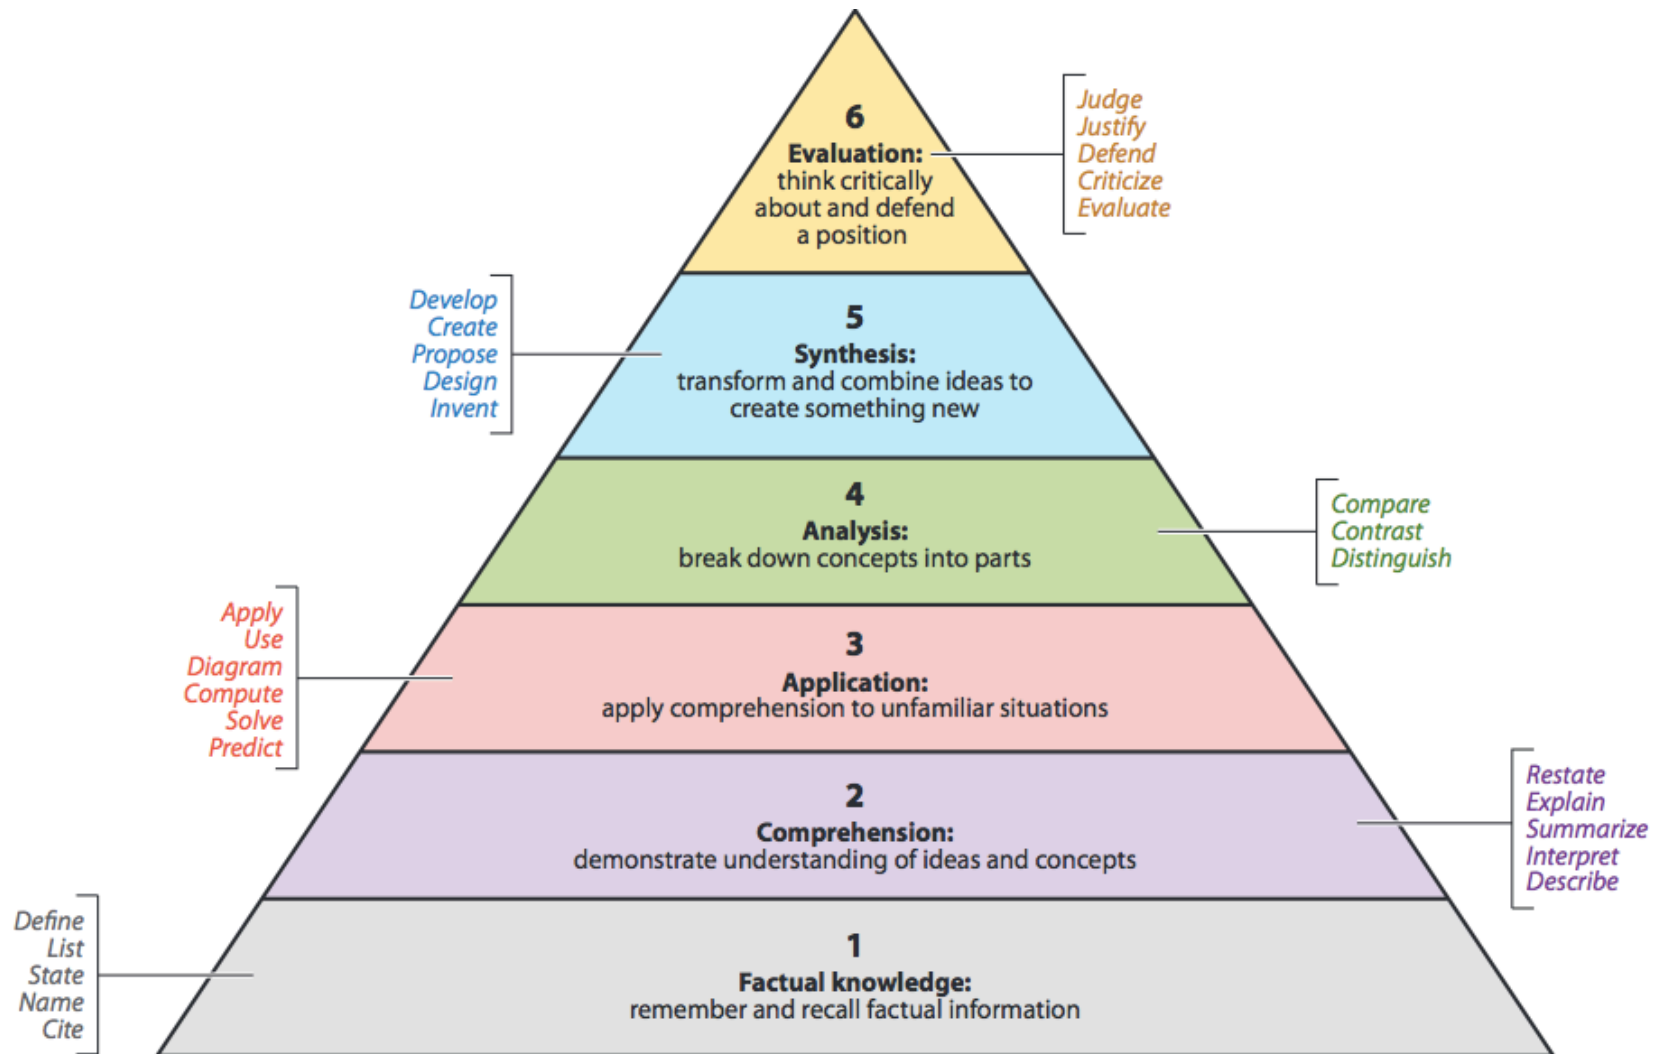 6
Evaluation:
think critically
about and defend
a position
Judge
Justify
Defend
Criticize
Evaluate
Develop
Create
Propose
Design
Invent
5
Synthesis:
transform and combine ideas to
create something new
4
Analysis:
break down concepts into parts
Compare
Contrast
Distinguish
Apply
Use
Diagram
Compute
Solve
Predict
3
Application:
apply comprehension to unfamiliar situations
2
Comprehension:
demonstrate understanding of ideas and concepts
Restate
Explain
Summarize
Interpret
Describe
Define
List
State
Name
Cite
1
Factual knowledge:
remember and recall factual information